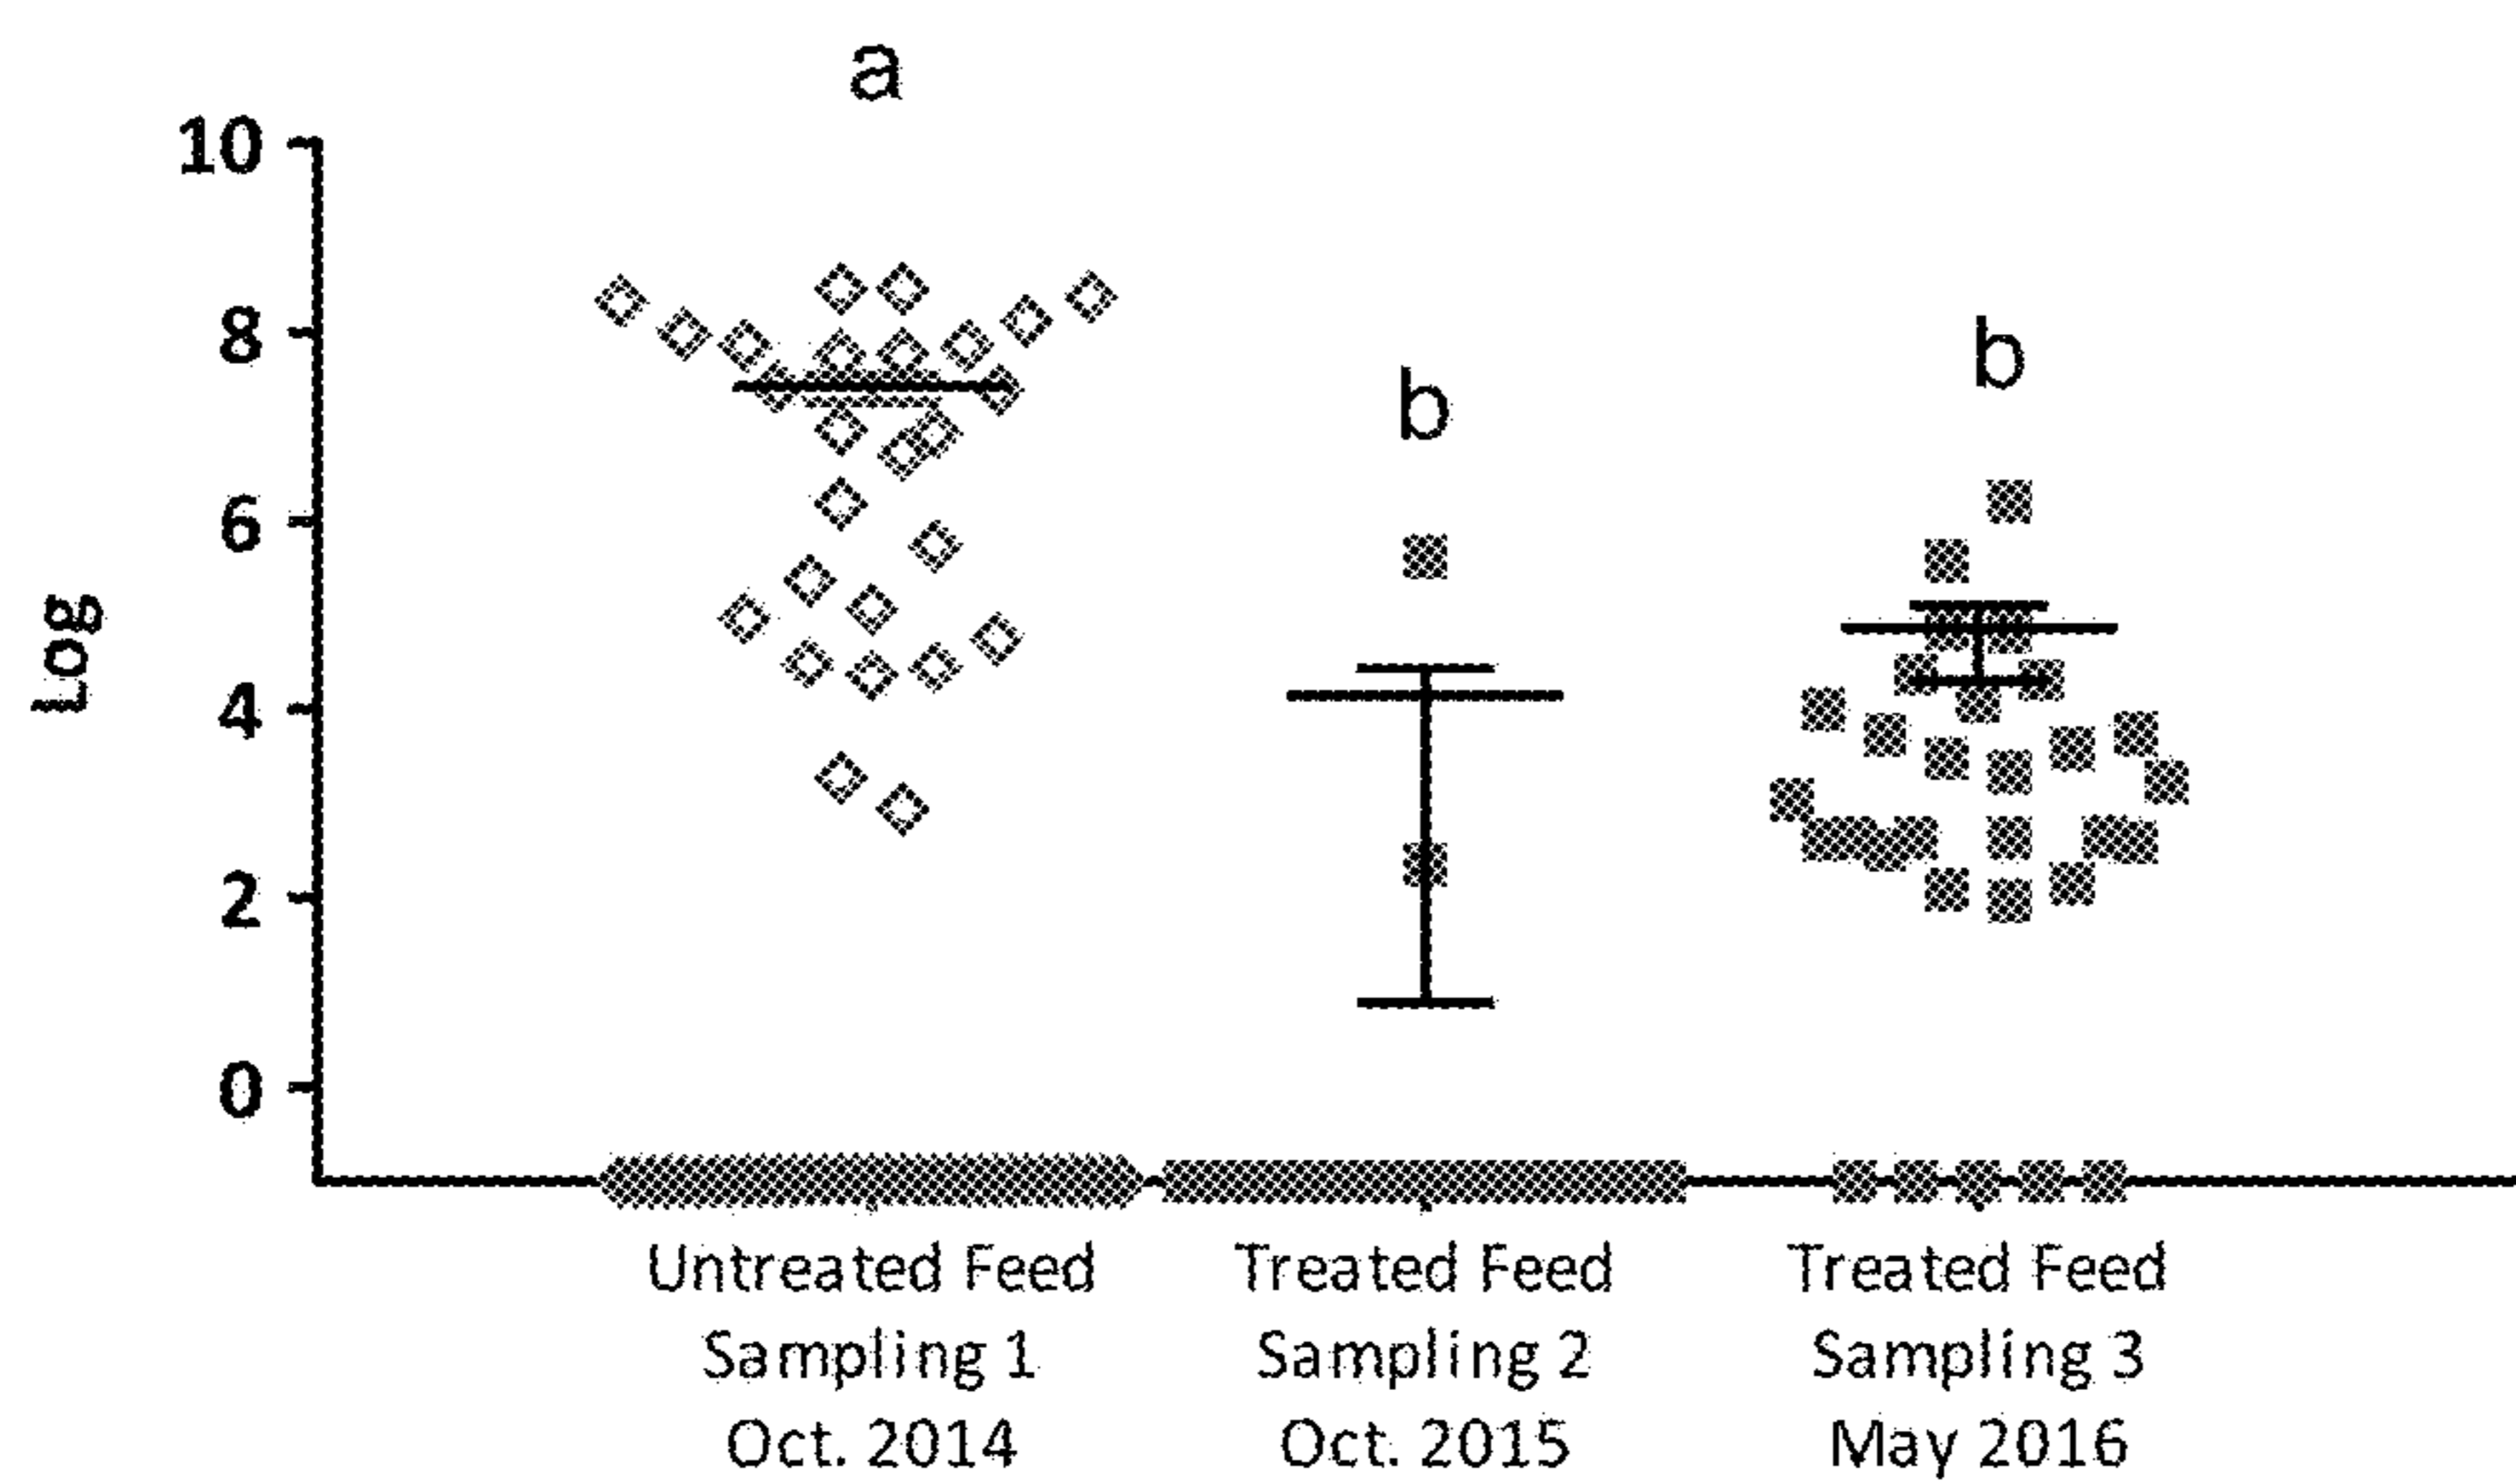 a
10
8
6
4
2
0
Log
b
b
Untreated Feed
Sampling 1
Oct. 2014
Treated Feed
Sampling 2
Oct. 2015
Treated Feed
Sampling 3
May 2016